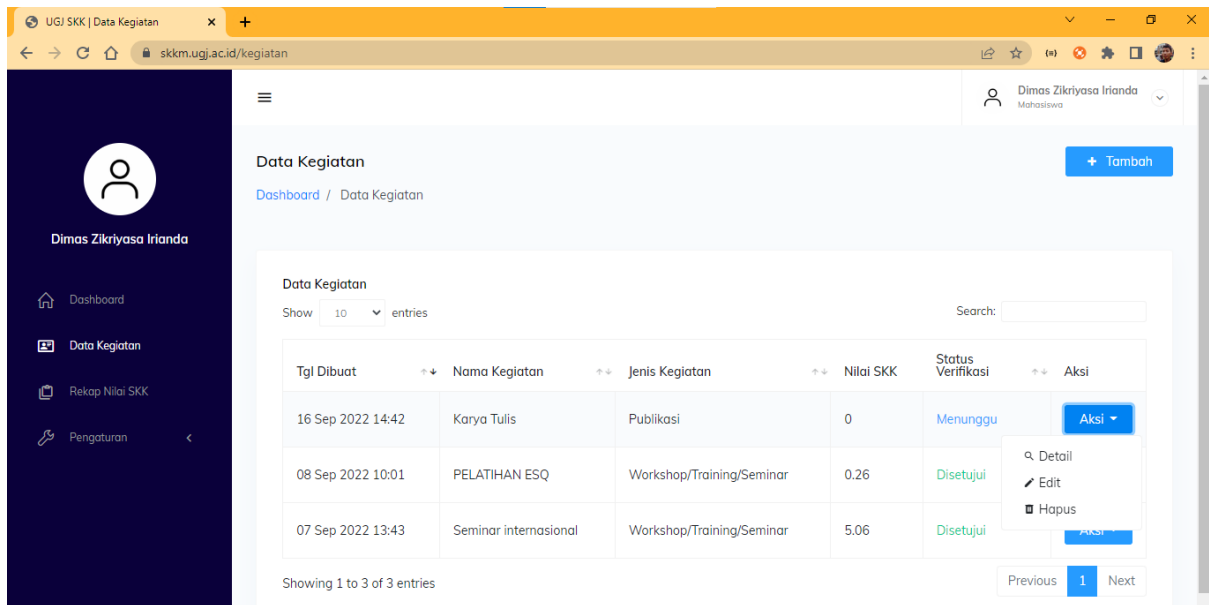 UGJ SKK | Data Kegiatan
skkm.ugj.ac.id/kegiatan
Dimas Zikriyasa Irianda
Mahasiswa
Dimas Zikriyasa Irianda
Dashboard
Data Kegiatan
Rekap Nilai SKK
Pengaturan
Data Kegiatan
+ Tambah
Dashboard / Data Kegiatan
Data Kegiatan
Show 10 entries
Search:
Tgl Dibuat Nama Kegiatan Jenis Kegiatan Nilai SKK Status Verifikasi Aksi
16 Sep 2022 14:42 Karya Tulis Publikasi 0 Menunggu Aksi
Detail
Edit
Hapus
08 Sep 2022 10:01 PELATIHAN ESQ Workshop/Training/Seminar 0.26 Disetujui
07 Sep 2022 13:43 Seminar internasional Workshop/Training/Seminar 5.06 Disetujui Aksi
Showing 1 to 3 of 3 entries
Previous 1 Next